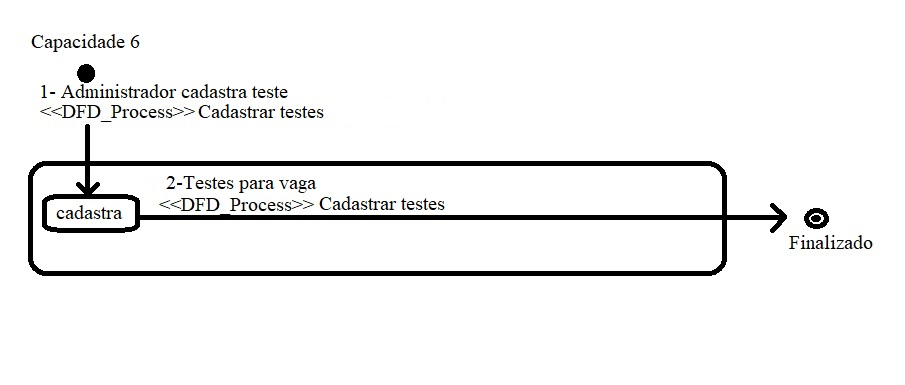 Capacidade 6
1- Administrador cadastra teste
<<DFD_Process>> Cadastrar testes
2-Testes para vaga
<<DFD_Process>> Cadastrar testes
cadastra
Finalizado